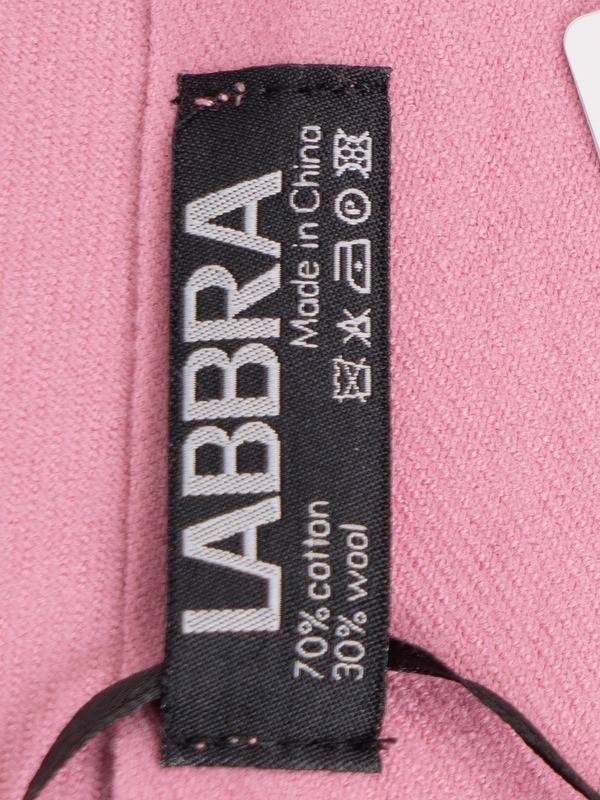 LABBRA
70% cotton
Made in China
30% wool
P